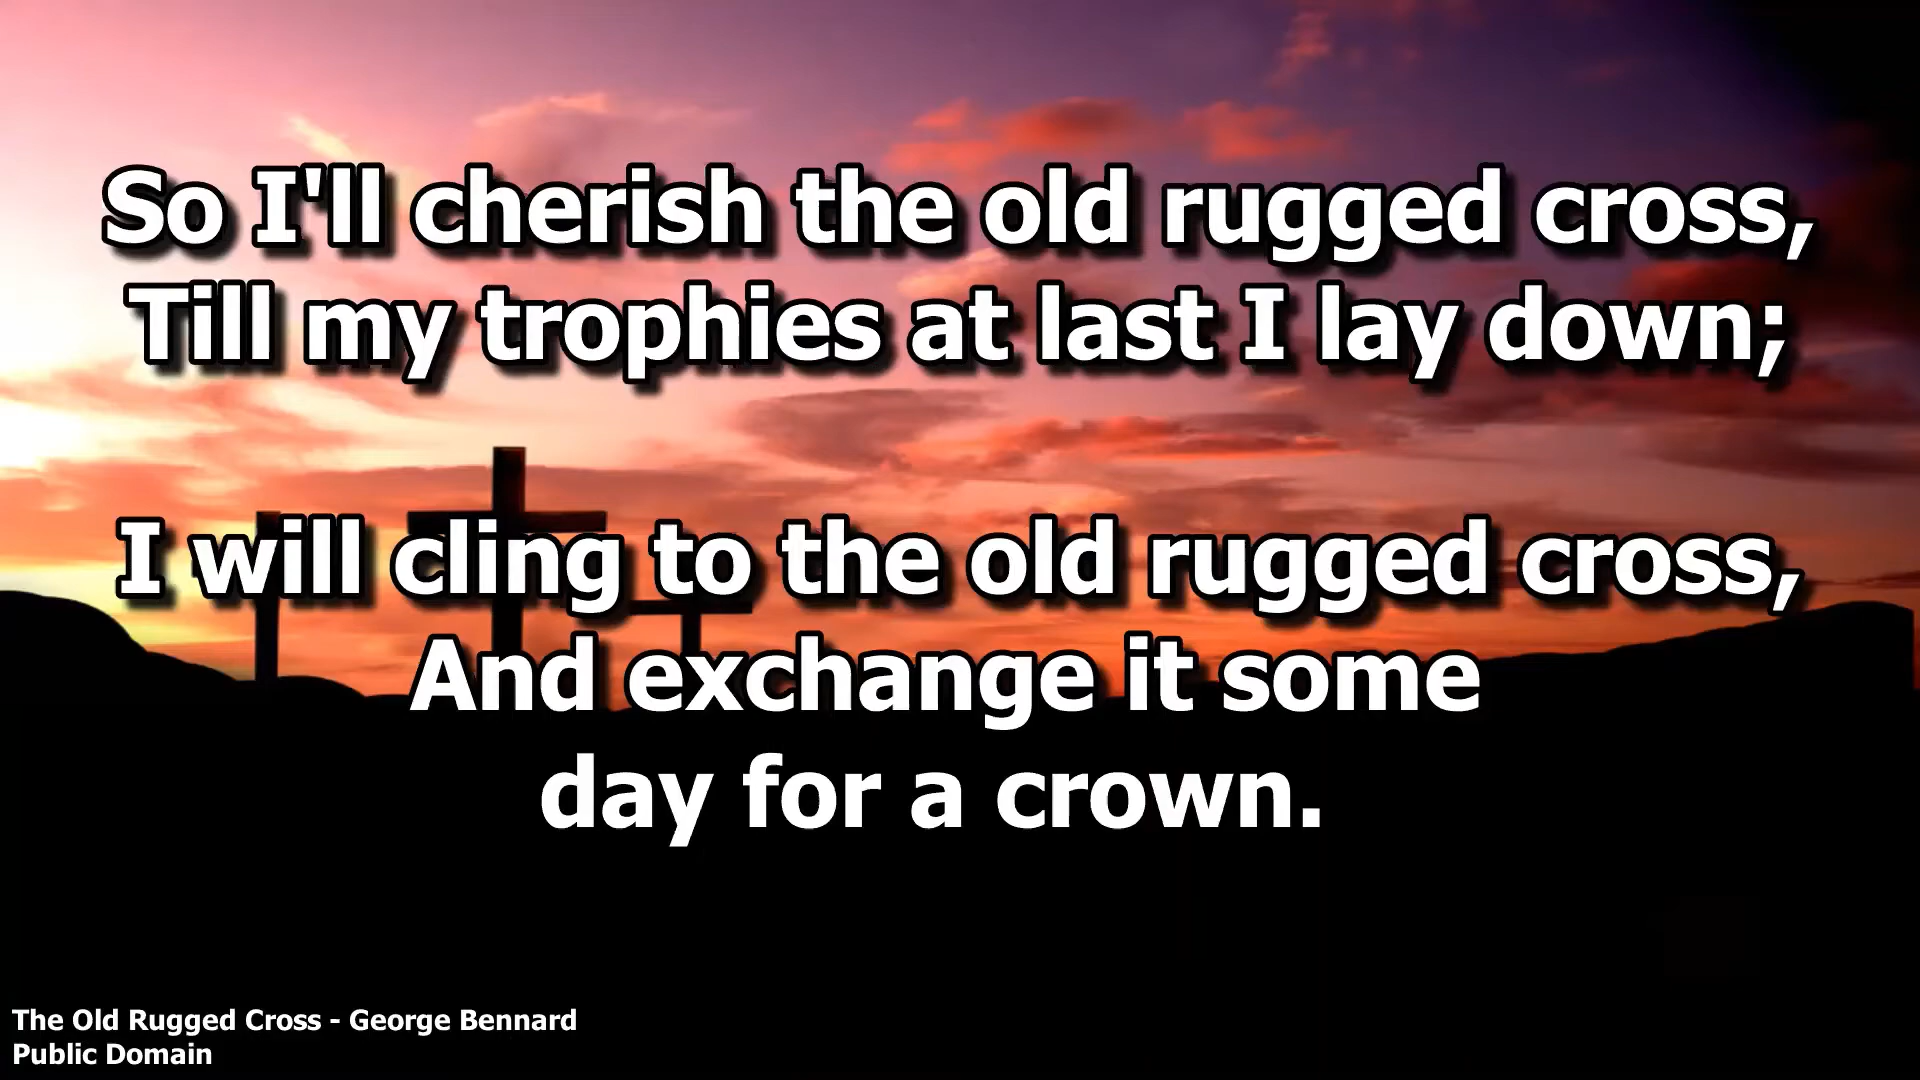 So I'll cherish the old rugged cross,
Till my trophies at last I lay down;
I will cling to the old rugged cross,
And exchange it some
day for a crown.
The Old Rugged Cross - George Bennard
Public Domain